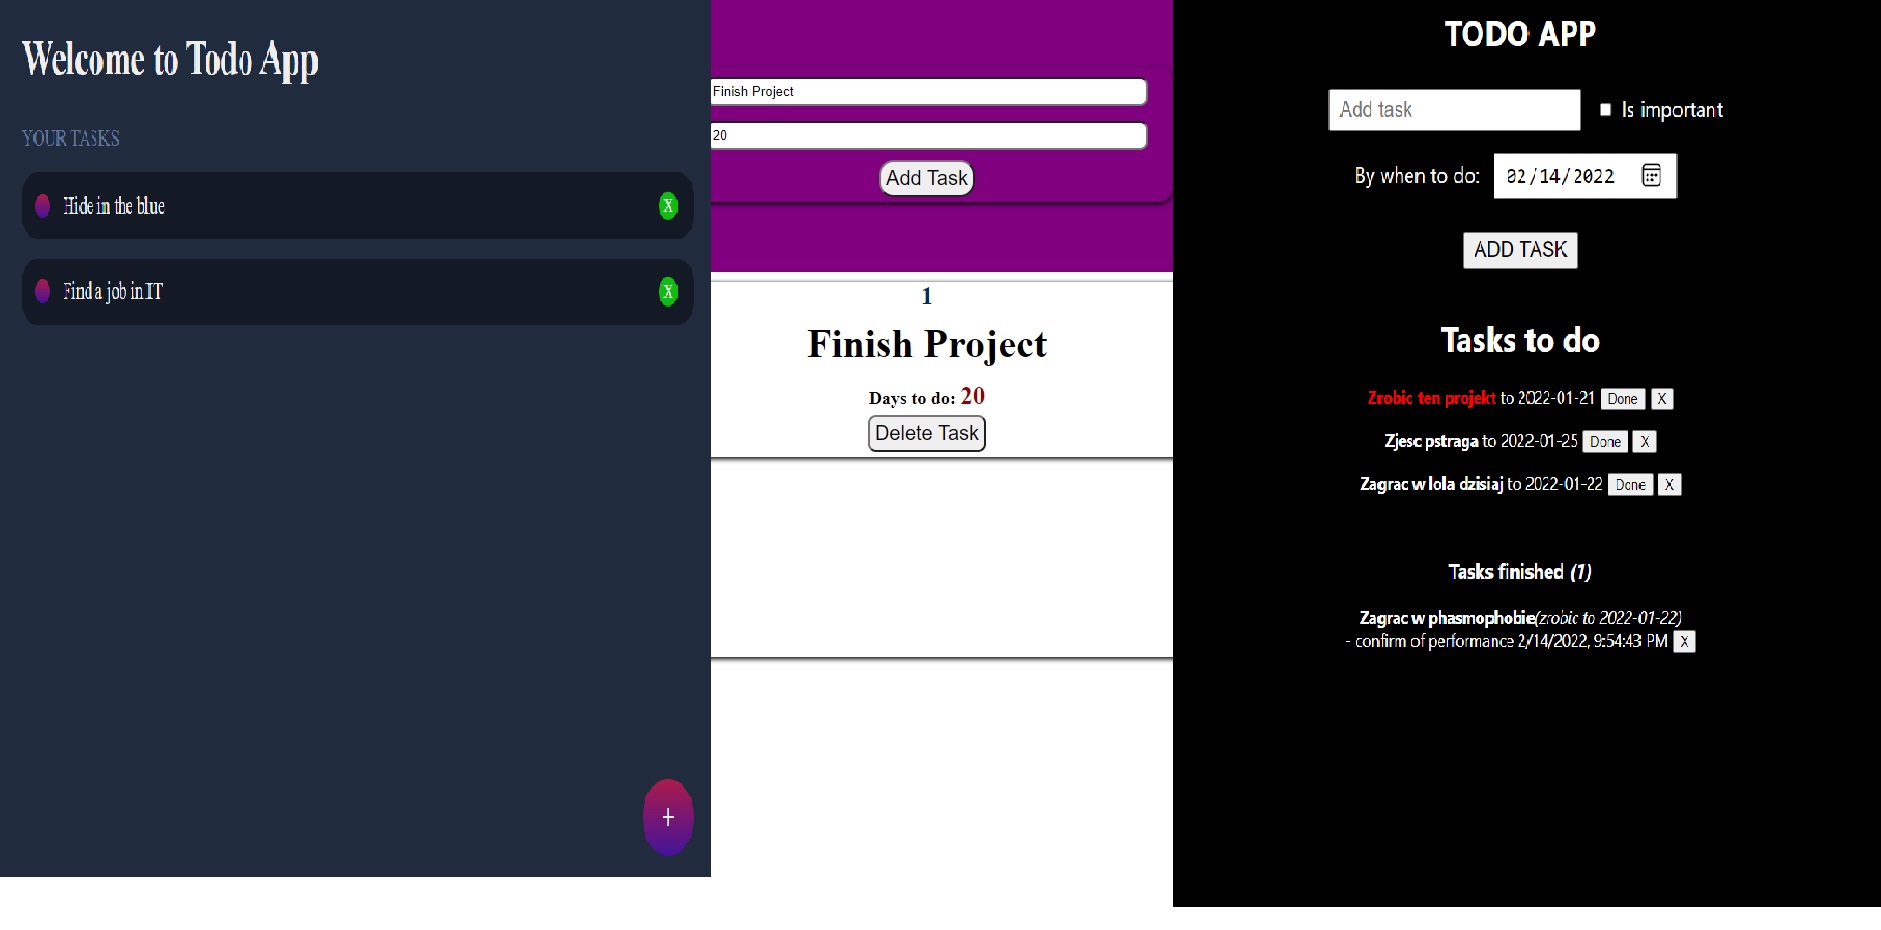 Welcome to Todo App
YOUR TASKS
Hide in the blue
X
Find a job in IT
X
+
Finish Project
20
Add Task
1
Finish Project
Days to do: 20
Delete Task
TODO APP
Add task
Is important
By when to do: 02/14/2022
ADD TASK
Tasks to do
Zrobic ten projekt to 2022-01-21 Done X
Zjesc pstraga to 2022-01-25 Done X
Zagrac w lola dzisiaj to 2022-01-22 Done X
Tasks finished (1)
Zagrac w phasmophobie(zrobic to 2022-01-22)
- confirm of performance 2/14/2022, 9:54:43 PM X